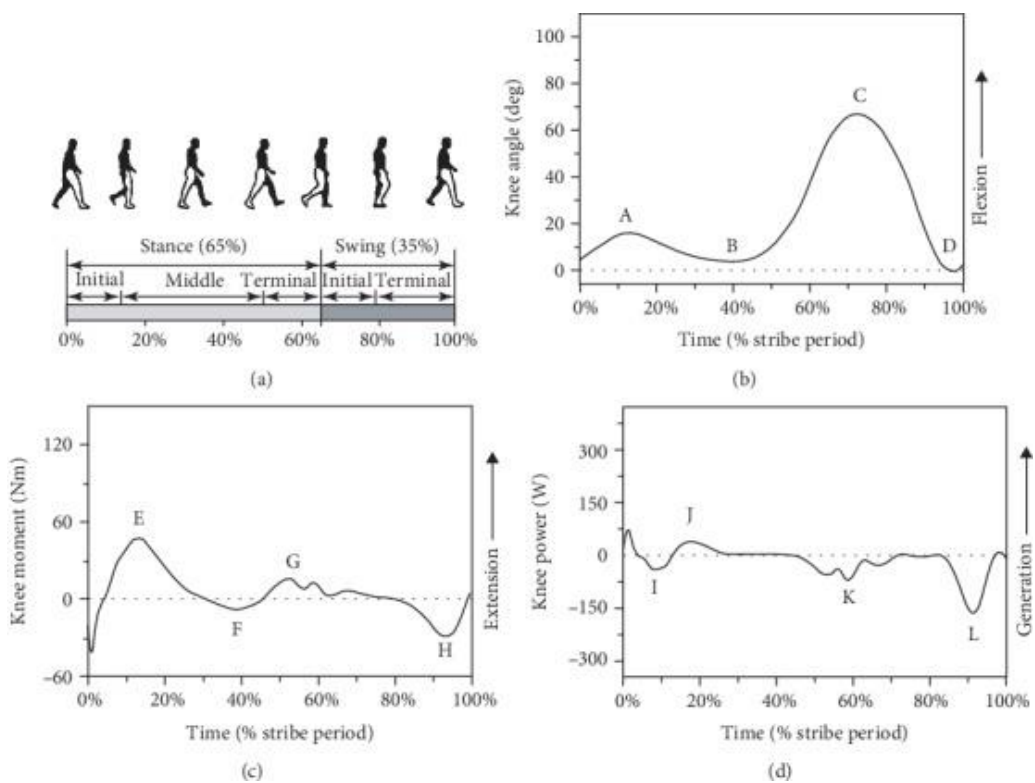 Stance (65%)
Swing (35%)
Initial
Middle
Terminal
Initial
Terminal
0%
20%
40%
60%
80%
100%
(a)
Knee angle (deg)
100
80
60
40
20
0
A
B
C
D
Flexion
0%
20%
40%
60%
80%
100%
Time (% stribe period)
(b)
Knee moment (Nm)
120
60
0
–60
E
F
G
H
Extension
0%
20%
40%
60%
80%
100%
Time (% stribe period)
(c)
Knee power (W)
300
150
0
–150
–300
I
J
K
L
Generation
0%
20%
40%
60%
80%
100%
Time (% stribe period)
(d)